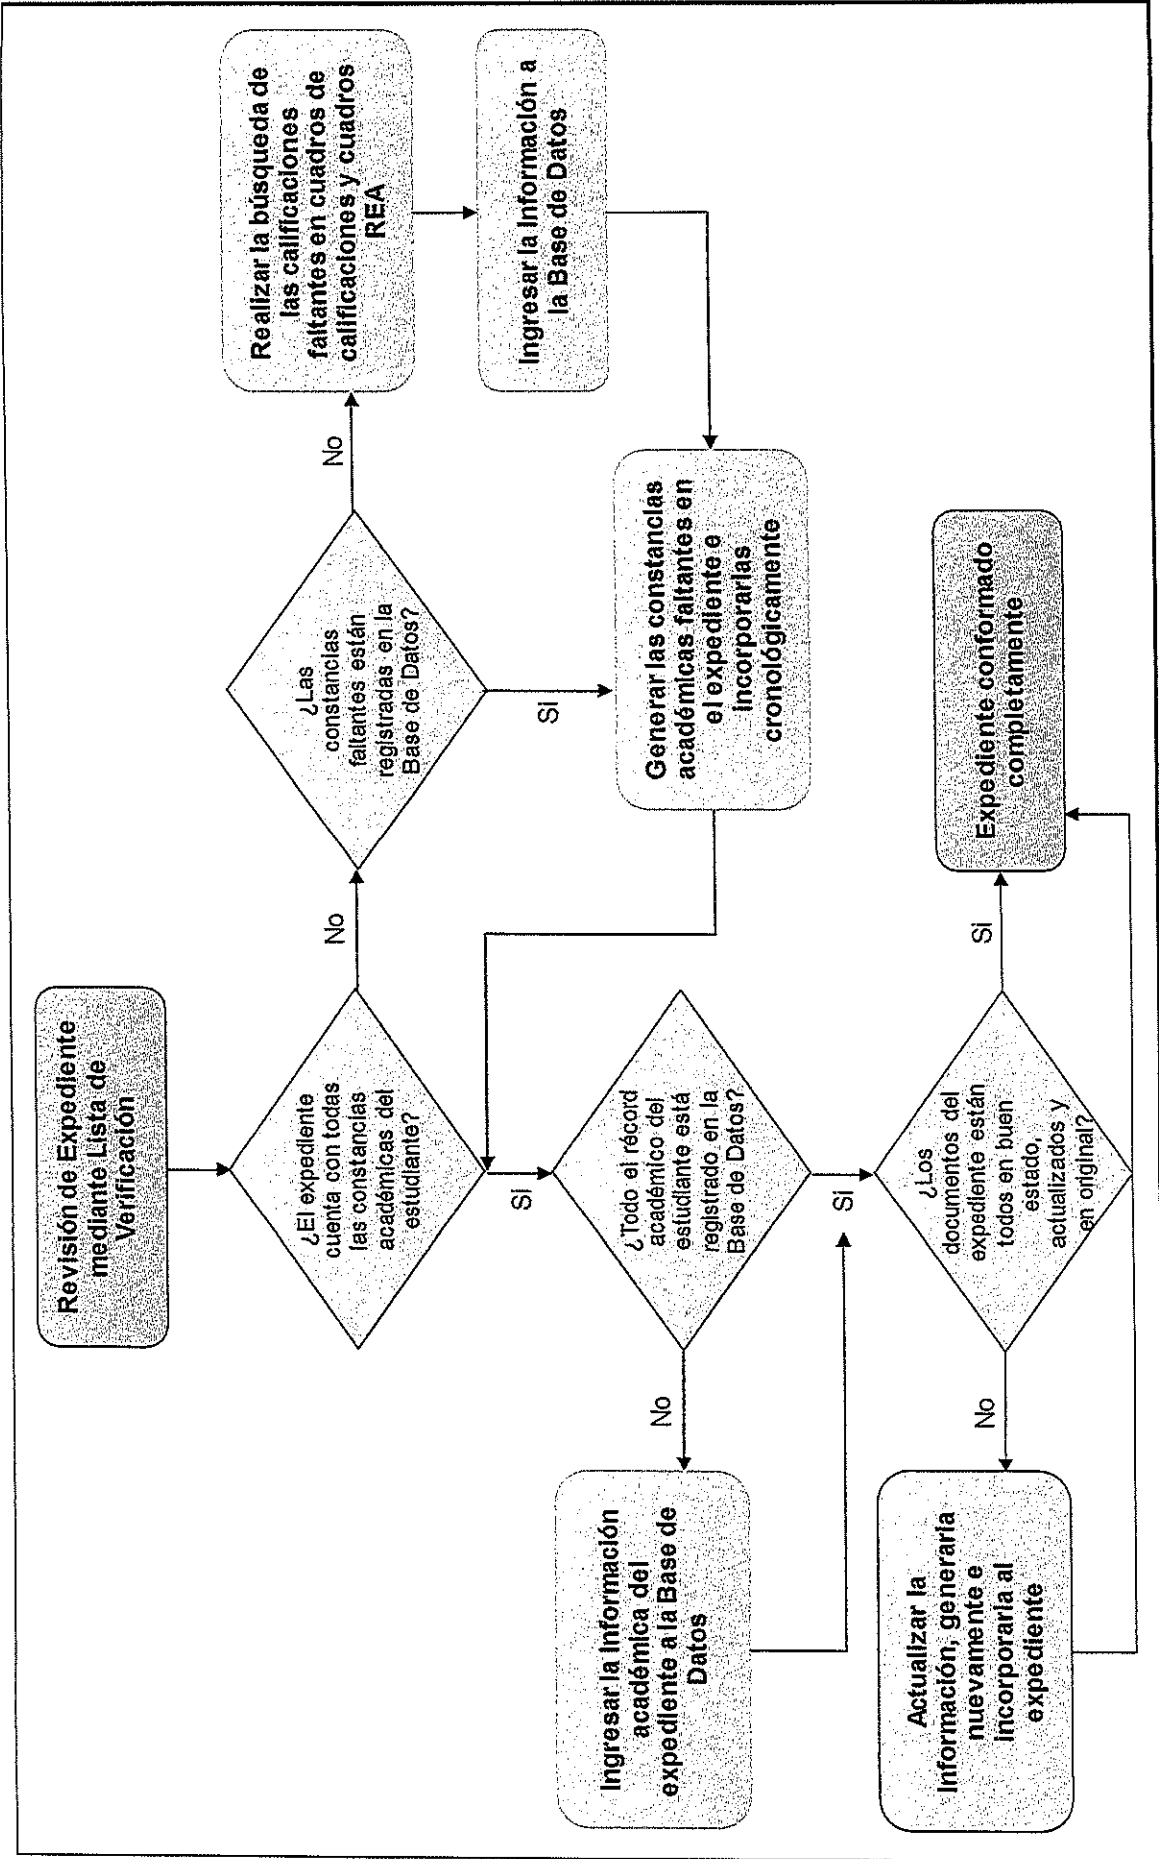 Revisión de Expediente
mediante Lista de
Verificación
¿El expediente
cuenta con todas
las constancias
académicas del
estudiante?
No
¿Las
constancias
faltantes están
registradas en la
Base de Datos?
No
Realizar la búsqueda de
las calificaciones
faltantes en cuadros de
calificaciones y cuadros
REA
Ingresar la Información a
la Base de Datos
Si
Generar las constancias
académicas faltantes en
el expediente e
incorporarlas
cronológicamente
Si
¿Todo el récord
académico del
estudiante está
registrado en la
Base de Datos?
No
Ingresar la Información
académica del
expediente a la Base de
Datos
Si
¿Los
documentos del
expediente están
todos en buen
estado,
actualizados y
en original?
No
Actualizar la
Información, generarla
nuevamente e
incorporarla al
expediente
Si
Expediente conformado
completamente